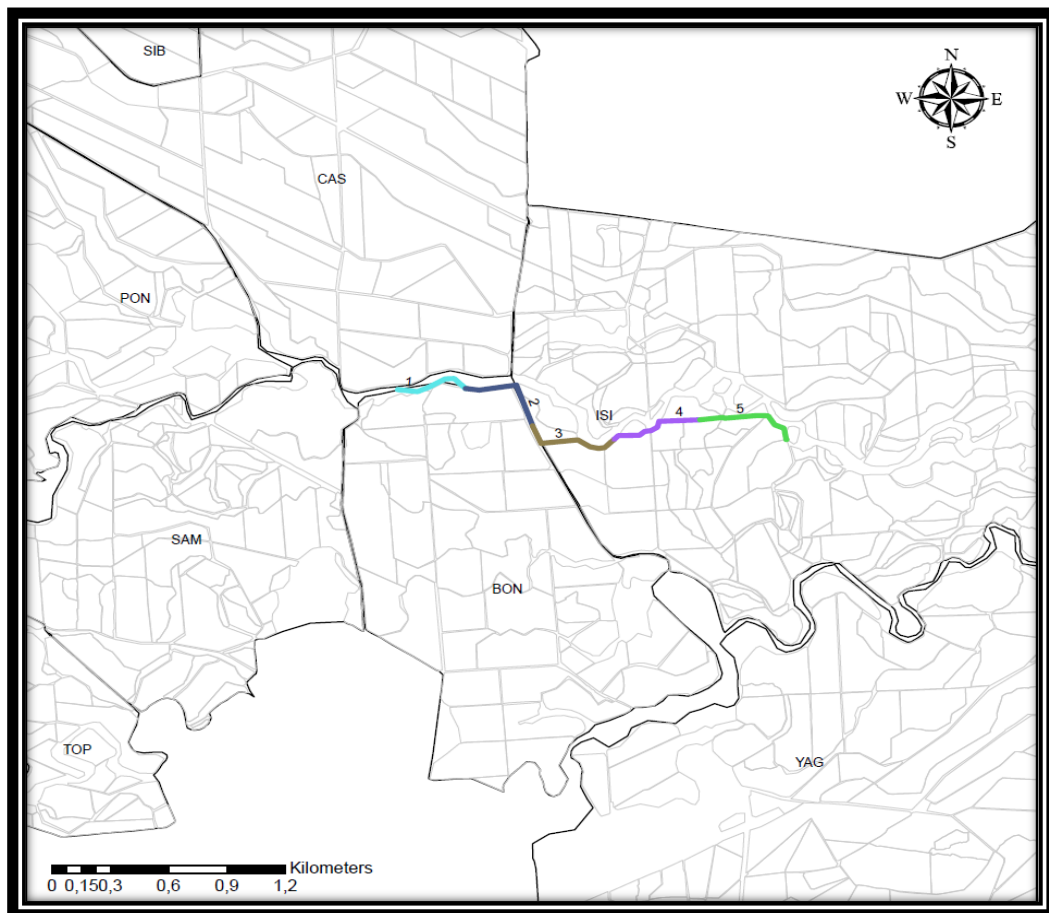 SIB
N
W E
S
CAS
PON
1
2
ISI
4 5
3
SAM
BON
TOP
YAG
Kilometers
0 0,150,3 0,6 0,9 1,2